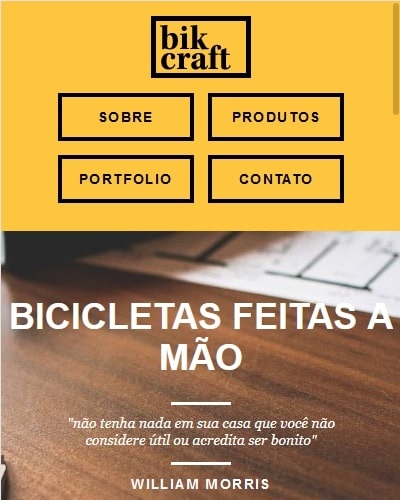 bik
craft
SOBRE
PRODUTOS
PORTFOLIO
CONTATO
BICICLETAS FEITAS A
MÃO
"não tenha nada em sua casa que você não
considere útil ou acredita ser bonito"
WILLIAM MORRIS